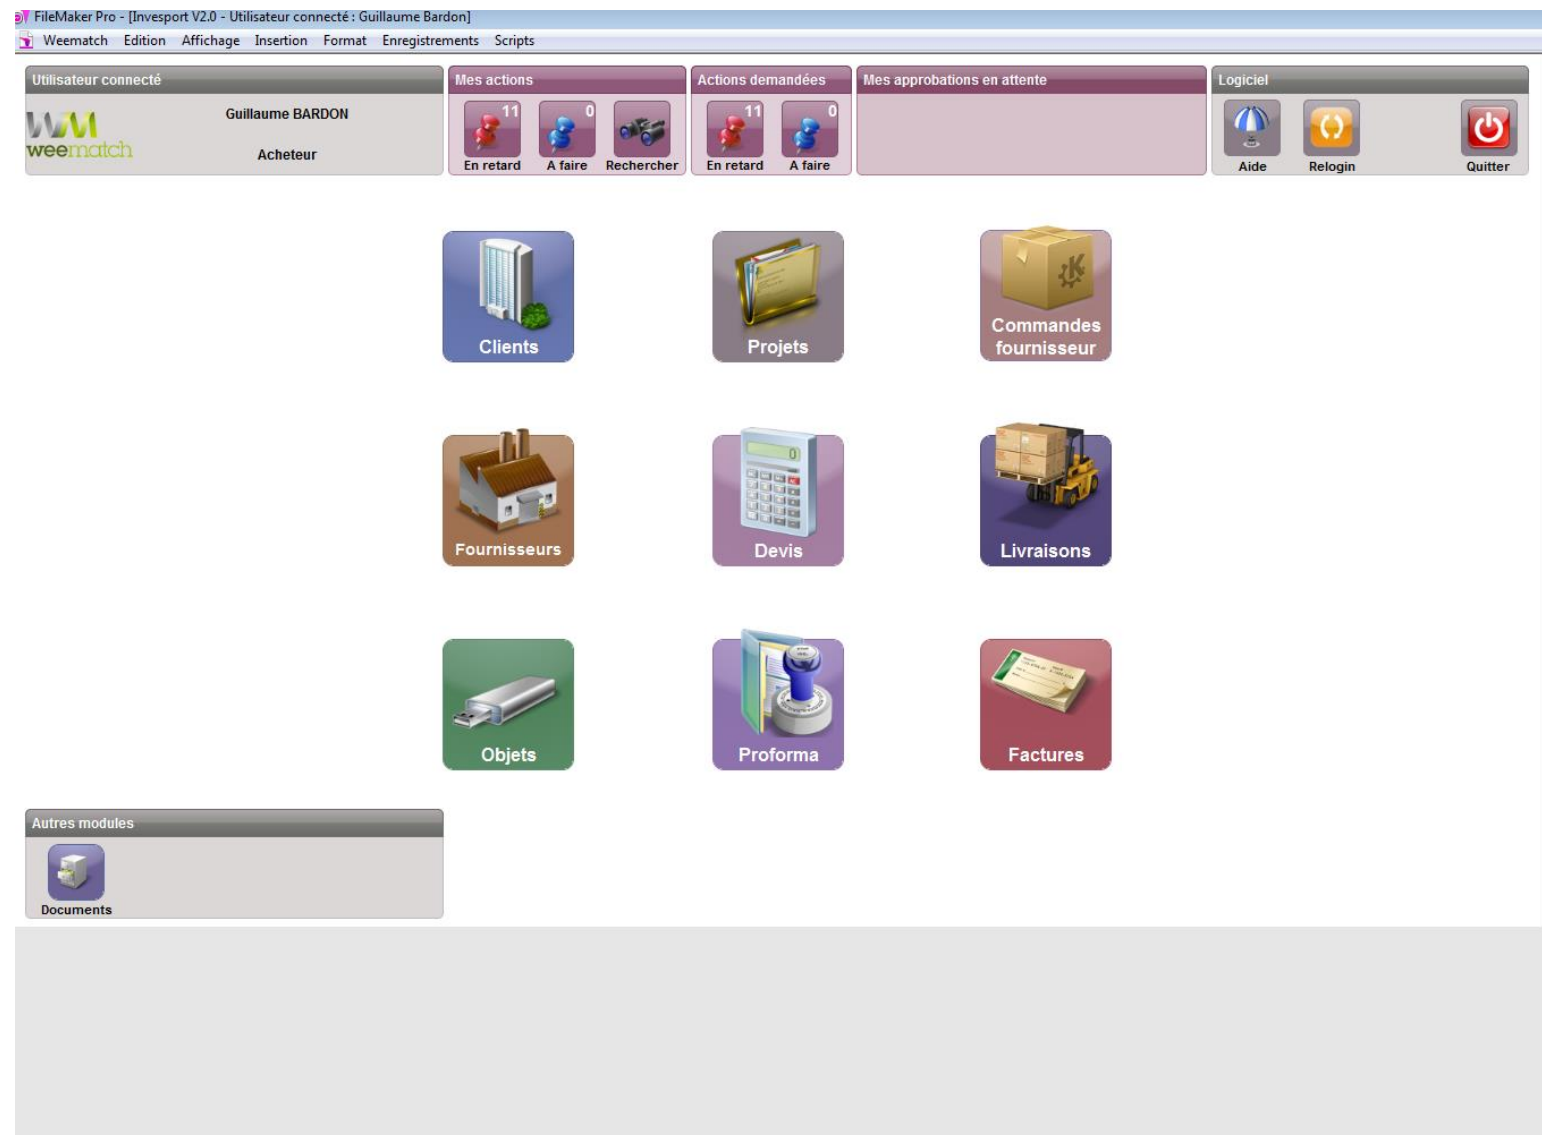 FileMaker Pro - [Invesport V2.0 - Utilisateur connecté : Guillaume Bardon]
Weematch Edition Affichage Insertion Format Enregistrements Scripts
Utilisateur connecté
Mes actions
Actions demandées
Mes approbations en attente
Logiciel
WM
weematch
Guillaume BARDON
Acheteur
11
0
En retard
A faire
Rechercher
11
0
En retard
A faire
Aide
Relogin
Quitter
Clients
Projets
Commandes
fournisseur
Fournisseurs
Devis
Livraisons
Objets
Proforma
Factures
Autres modules
Documents